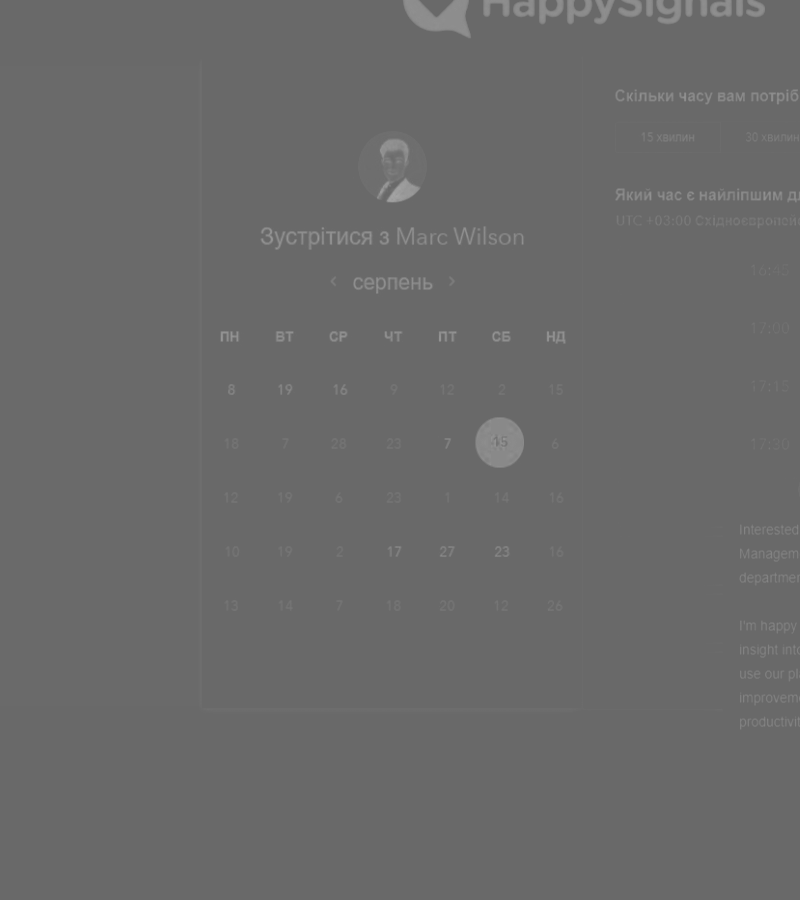 HappySignals
Скільки часу вам потріб
15 хвилин
30 хвилин
Який час є найліпшим д
UTC +03:00 Східноєвропейс
Зустрітися з Marc Wilson
серпень
ПН ВТ СР ЧТ ПТ СБ НД
8 19 16 9 12 2 15
18 7 28 23 7 6
12 19 6 23 1 14 16
10 19 2 17 27 23 16
13 14 7 18 20 12 26
16:45
17:00
17:15
17:30
Interested
Managem
departmen
I'm happy
insight into
use our pla
improveme
productivit